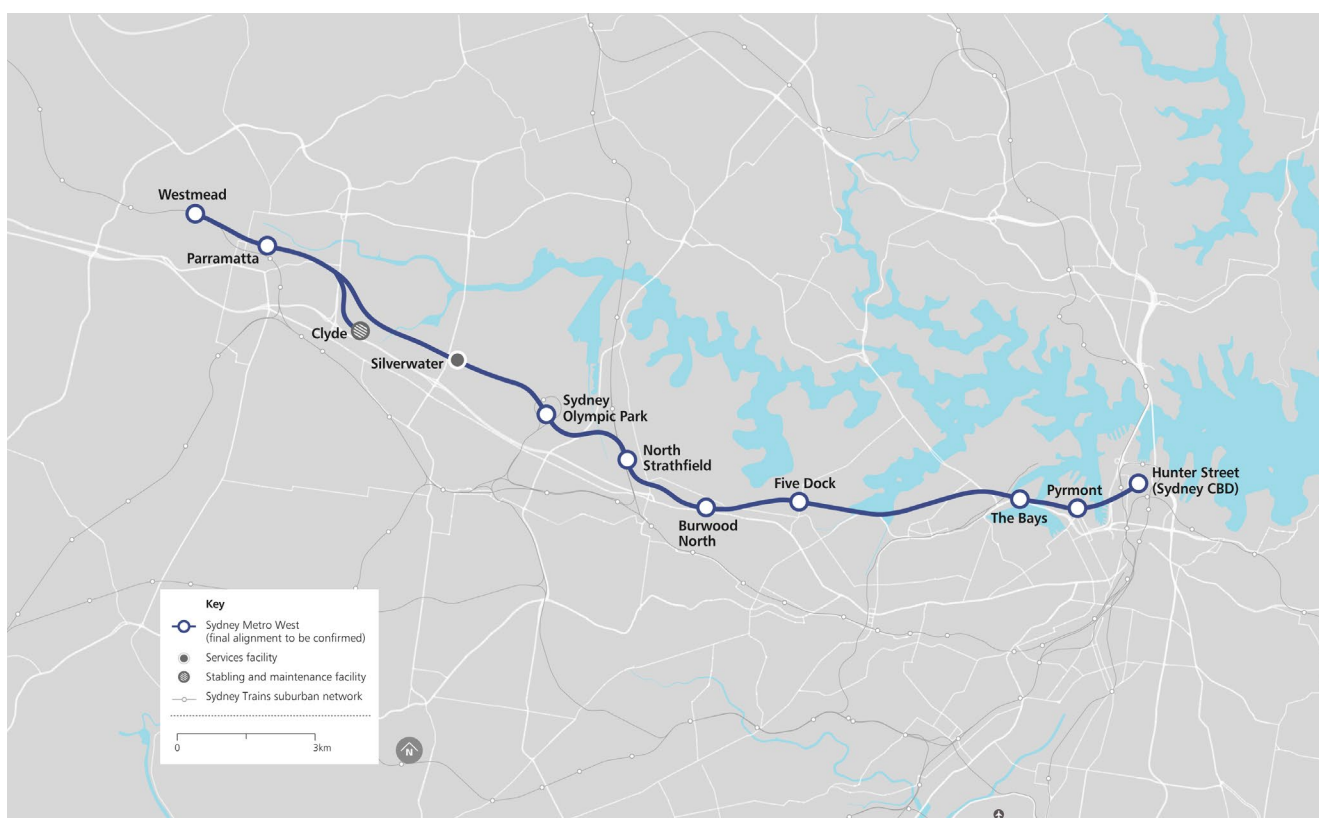 Westmead
Parramatta
Clyde
Silverwater
Sydney
Olympic Park
North
Strathfield
Burwood
North
Five Dock
The Bays
Pyrmont
Hunter Street
(Sydney CBD)
Key
Sydney Metro West
(final alignment to be confirmed)
Services facility
Stabling and maintenance facility
Sydney Trains suburban network
0
3km
N